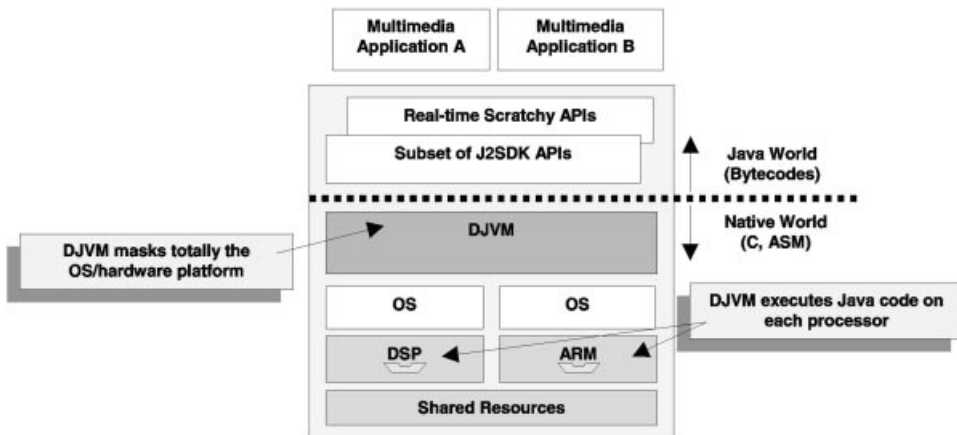 Multimedia
Application A
Multimedia
Application B
Real-time Scratchy APIs
Subset of J2SDK APIs
Java World
(Bytecodes)
DJVM
Native World
(C, ASM)
DJVM masks totally the
OS/hardware platform
OS
OS
DJVM executes Java code on
each processor
DSP
ARM
Shared Resources